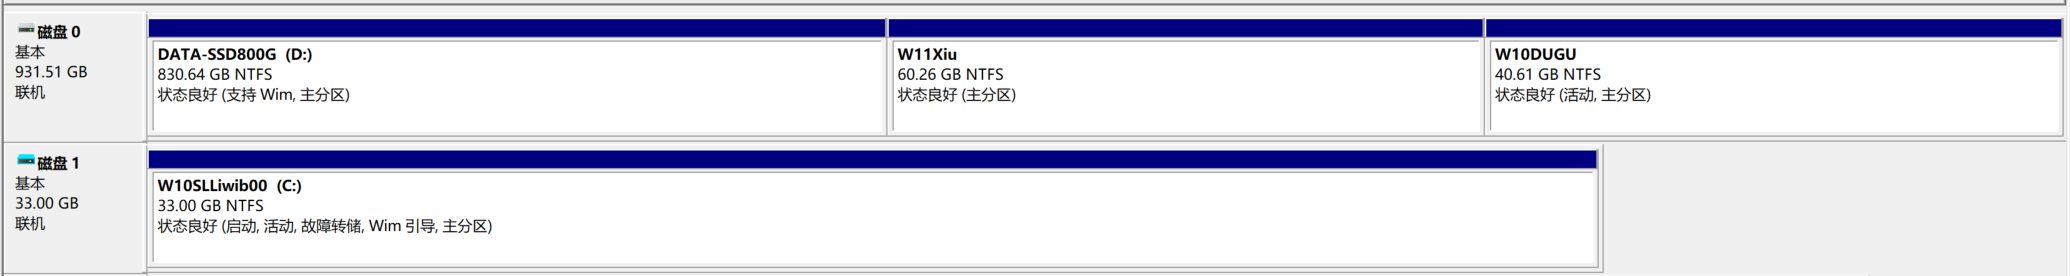 磁盘 0
基本
931.51 GB
联机
DATA-SSD800G (D:)
830.64 GB NTFS
状态良好 (支持 Wim, 主分区)
W11Xiu
60.26 GB NTFS
状态良好 (主分区)
W10DUGU
40.61 GB NTFS
状态良好 (活动, 主分区)
磁盘 1
基本
33.00 GB
联机
W10SLLiwib00 (C:)
33.00 GB NTFS
状态良好 (启动, 活动, 故障转储, Wim 引导, 主分区)